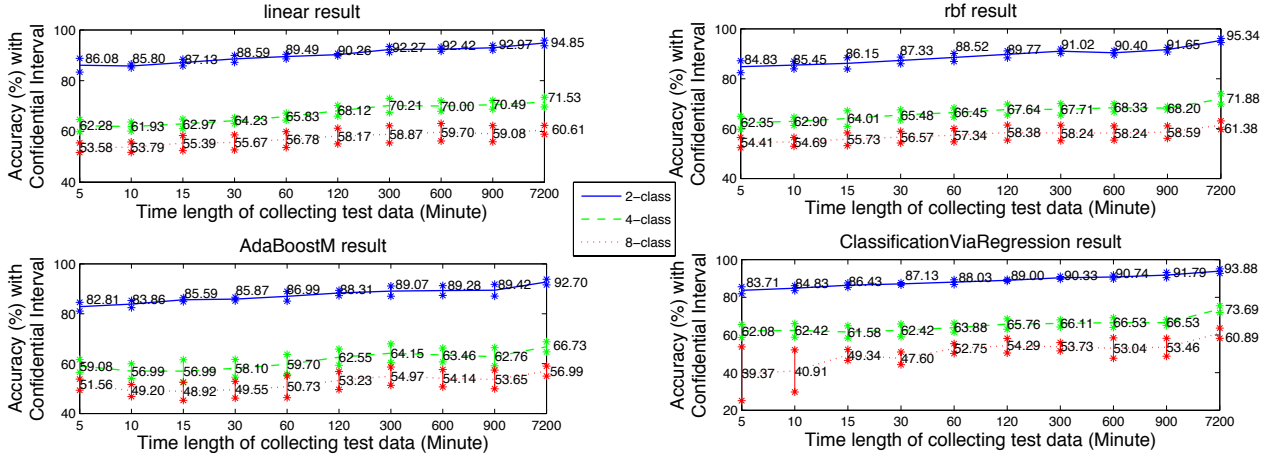 linear result
Accuracy (%) with
Confidential Interval
100
80
60
40
86.08 85.80 87.13 88.59 89.49 90.26 92.27 92.42 92.97 94.85
62.28 61.93 62.97 64.23 65.83 68.12 70.21 70.00 70.49 71.53
53.58 53.79 55.39 55.67 56.78 58.17 58.87 59.70 59.08 60.61
5 10 15 30 60 120 300 600 900 7200
Time length of collecting test data (Minute)
rbf result
Accuracy (%) with
Confidential Interval
100
80
60
40
84.83 85.45 86.15 87.33 88.52 89.77 91.02 90.40 91.65 95.34
62.35 62.90 64.01 65.48 66.45 67.64 67.71 68.33 68.20 71.88
54.41 54.69 55.73 56.57 57.34 58.38 58.24 58.24 58.59 61.38
5 10 15 30 60 120 300 600 900 7200
Time length of collecting test data (Minute)
2-class
4-class
8-class
AdaBoostM result
Accuracy (%) with
Confidential Interval
100
80
60
40
82.81 83.86 85.59 85.87 86.99 88.31 89.07 89.28 89.42 92.70
59.08 56.99 56.99 58.10 59.70 62.55 64.15 63.46 62.76 66.73
51.56 49.20 48.92 49.55 50.73 53.23 54.97 54.14 53.65 56.99
5 10 15 30 60 120 300 600 900 7200
Time length of collecting test data (Minute)
ClassificationViaRegression result
Accuracy (%) with
Confidential Interval
100
80
60
40
20
83.71 84.83 86.43 87.13 88.03 89.00 90.33 90.74 91.79 93.88
62.08 62.42 61.58 62.42 63.88 65.76 66.11 66.53 66.53 73.69
39.37 40.91 49.34 47.60 52.75 54.29 53.73 53.04 53.46 60.89
5 10 15 30 60 120 300 600 900 7200
Time length of collecting test data (Minute)